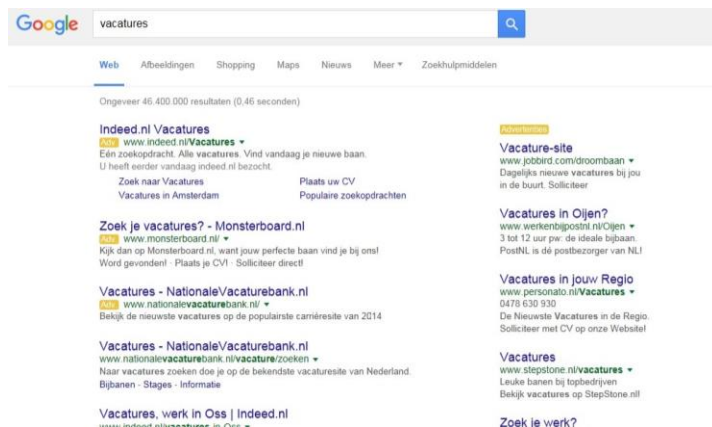 Google
vacatures
Web Afbeeldingen Shopping Maps Nieuws Meer Zoekhulpmiddelen
Ongeveer 46.400.000 resultaten (0,46 seconden)
Indeed.nl Vacatures
Adv. www.indeed.nl/Vacatures
Eén zoekopdracht. Alle vacatures. Vind vandaag je nieuwe baan.
U heeft eerder vandaag indeed.nl bezocht.
Zoek naar Vacatures Plaats uw CV
Vacatures in Amsterdam Populaire zoekopdrachten
Zoek je vacatures? - Monsterboard.nl
Adv. www.monsterboard.nl/
Kijk dan op Monsterboard.nl, want jouw perfecte baan vind je bij ons!
Word gevonden! · Plaats je CV! · Solliciteer direct!
Vacatures - NationaleVacaturebank.nl
Adv. www.nationalevacaturebank.nl/
Bekijk de nieuwste vacatures op de populairste carrièresite van 2014
Vacatures - NationaleVacaturebank.nl
www.nationalevacaturebank.nl/vacature/zoeken
Naar vacatures zoeken doe je op de bekendste vacaturesite van Nederland.
Bijbanen - Stages - Informatie
Vacatures, werk in Oss | Indeed.nl
www.indeed.nl/vacatures-in-Oss
Advertenties
Vacature-site
www.jobbird.com/droombaan
Dagelijks nieuwe vacatures bij jou
in de buurt. Solliciteer
Vacatures in Oijen?
www.werkenbijpostnl.nl/Oijen
3 tot 12 uur pw: de ideale bijbaan.
PostNL is dé postbezorger van NL!
Vacatures in jouw Regio
www.personato.nl/Vacatures
0478 630 930
De Nieuwste Vacatures in de Regio.
Solliciteer met CV op onze Website!
Vacatures
www.stepstone.nl/vacatures
Leuke banen bij topbedrijven
Bekijk vacatures op StepStone.nl!
Zoek je werk?